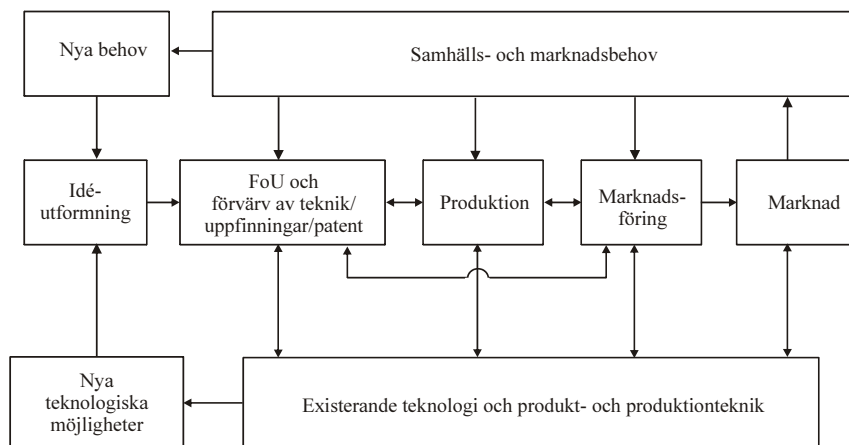 Nya behov
Samhälls- och marknadsbehov
Idé-
utformning
FoU och
förvärv av teknik/
uppfinningar/patent
Produktion
Marknads-
föring
Marknad
Nya
teknologiska
möjligheter
Existerande teknologi och produkt- och produktionteknik